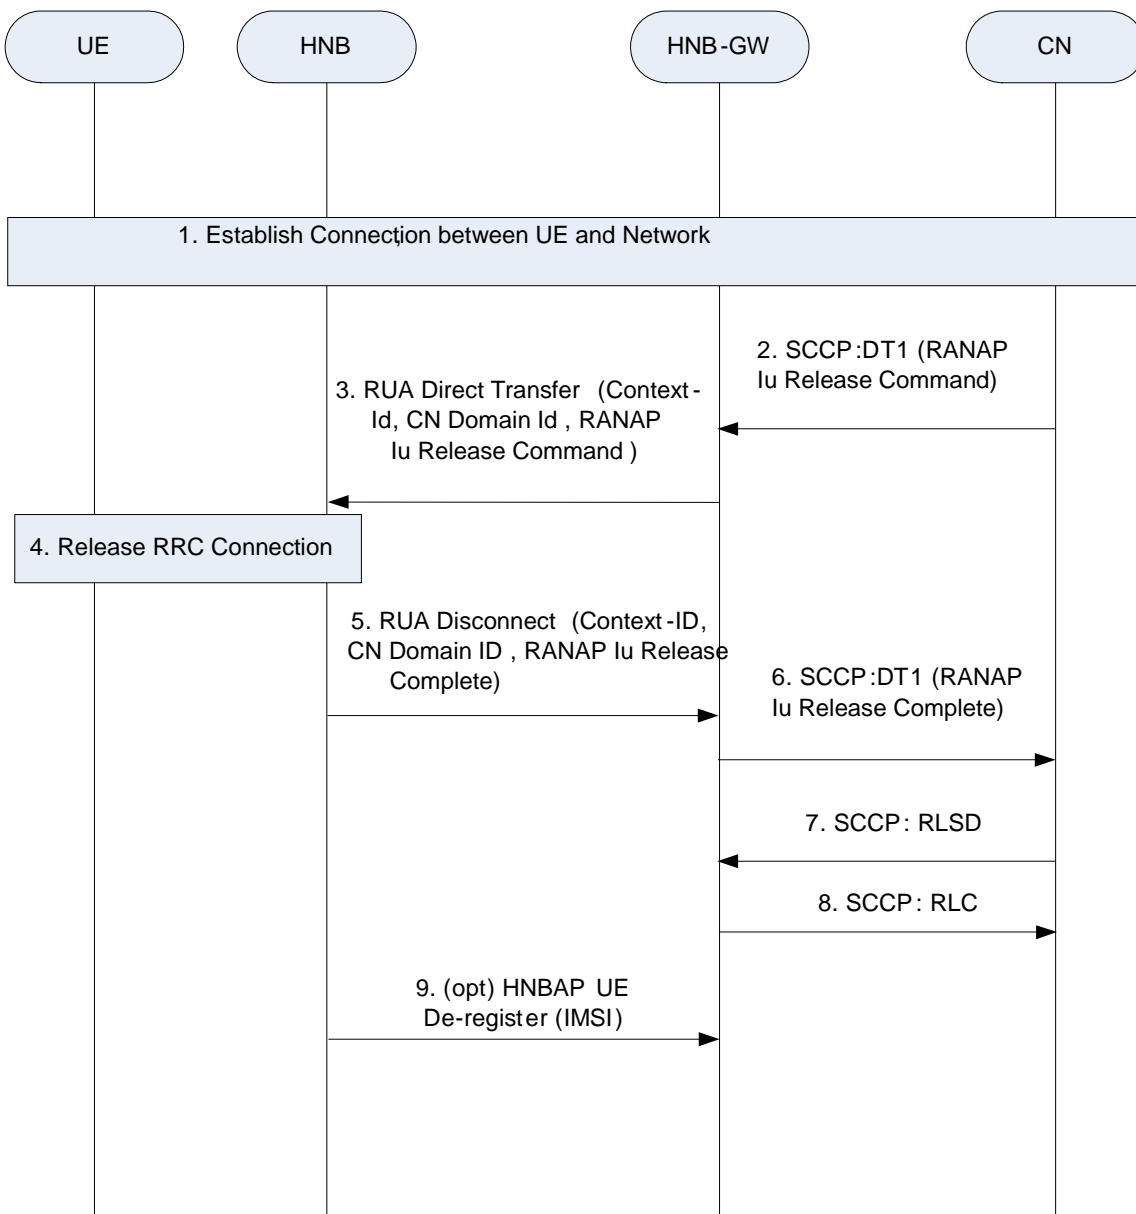 UE
HNB
HNB-GW
CN
1. Establish Connection between UE and Network
2. SCCP:DT1 (RANAP
Iu Release Command)
3. RUA Direct Transfer (Context-
Id, CN Domain Id , RANAP
Iu Release Command )
4. Release RRC Connection
5. RUA Disconnect (Context-ID,
CN Domain ID , RANAP Iu Release
Complete)
6. SCCP:DT1 (RANAP
Iu Release Complete)
7. SCCP: RLSD
8. SCCP: RLC
9. (opt) HNBAP UE
De-register (IMSI)